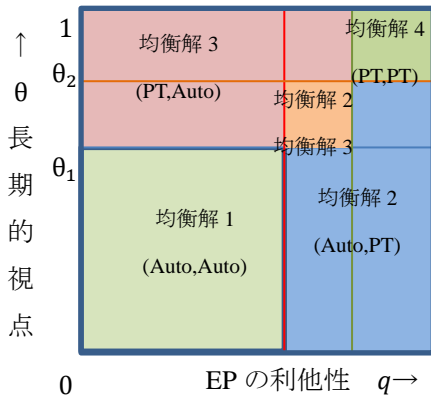 1
↑
θ
長
期
的
視
点
θ₂
θ₁
0
均衡解 3
(PT,Auto)
均衡解 4
(PT,PT)
均衡解 2
均衡解 3
均衡解 1
(Auto,Auto)
均衡解 2
(Auto,PT)
EP の利他性 q→